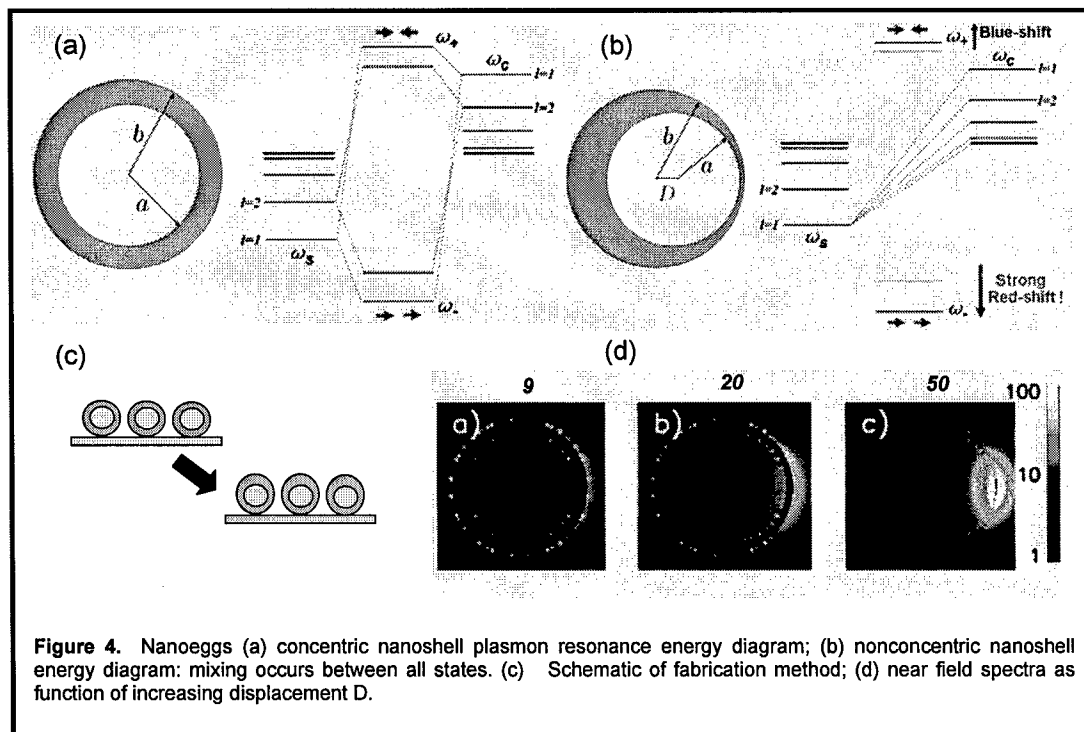 (a)
ω+
ωc
l=1
l=2
b
a
l=2
l=1
ωs
ω-
(b)
ω+
Blue-shift
ωc
l=1
l=2
b
a
D
l=2
l=1
ωs
Strong
Red-shift!
ω-
(c)
(d)
9
20
50
a)
b)
c)
100
10
1
Figure 4. Nanoeggs (a) concentric nanoshell plasmon resonance energy diagram; (b) nonconcentric nanoshell
energy diagram: mixing occurs between all states. (c) Schematic of fabrication method; (d) near field spectra as
function of increasing displacement D.